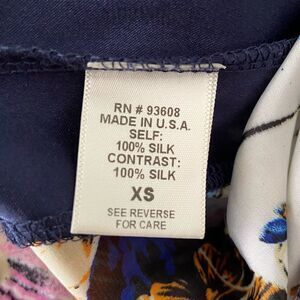 RN # 93608
MADE IN U.S.A.
SELF:
100% SILK
CONTRAST:
100% SILK
XS
SEE REVERSE
FOR CARE